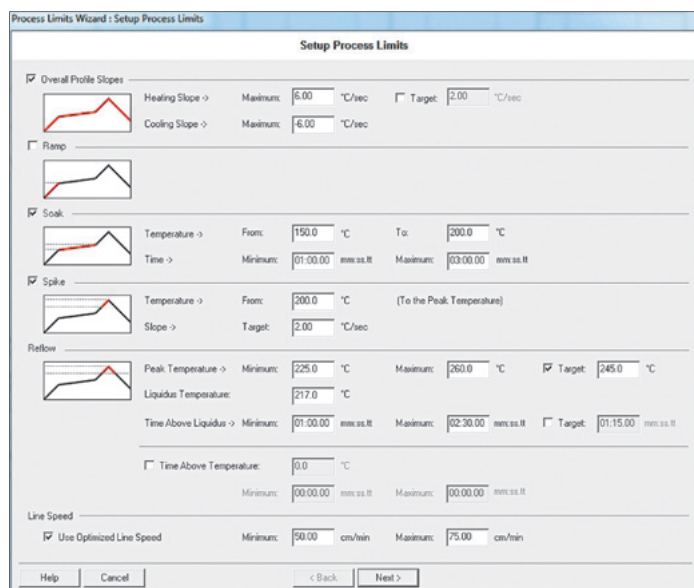 Process Limits Wizard : Setup Process Limits
Setup Process Limits
Overall Profile Slopes
Heating Slope -> Maximum: 6.00 °C/sec Target: 2.00 °C/sec
Cooling Slope -> Maximum: -6.00 °C/sec
Ramp
Soak
Temperature -> From: 150.0 °C To: 200.0 °C
Time -> Minimum: 01:00.00 mm:ss.tt Maximum: 03:00.00 mm:ss.tt
Spike
Temperature -> From: 200.0 °C (To the Peak Temperature)
Slope -> Target: 2.00 °C/sec
Reflow
Peak Temperature -> Minimum: 225.0 °C Maximum: 260.0 °C Target: 245.0 °C
Liquidus Temperature: 217.0 °C
Time Above Liquidus -> Minimum: 01:00.00 mm:ss.tt Maximum: 02:30.00 mm:ss.tt Target: 01:15.00 mm:ss.tt
Time Above Temperature: 0.0 °C
Minimum: 00:00.00 mm:ss.tt Maximum: 00:00.00 mm:ss.tt
Line Speed
Use Optimized Line Speed Minimum: 50.00 cm/min Maximum: 75.00 cm/min
Help Cancel < Back Next >